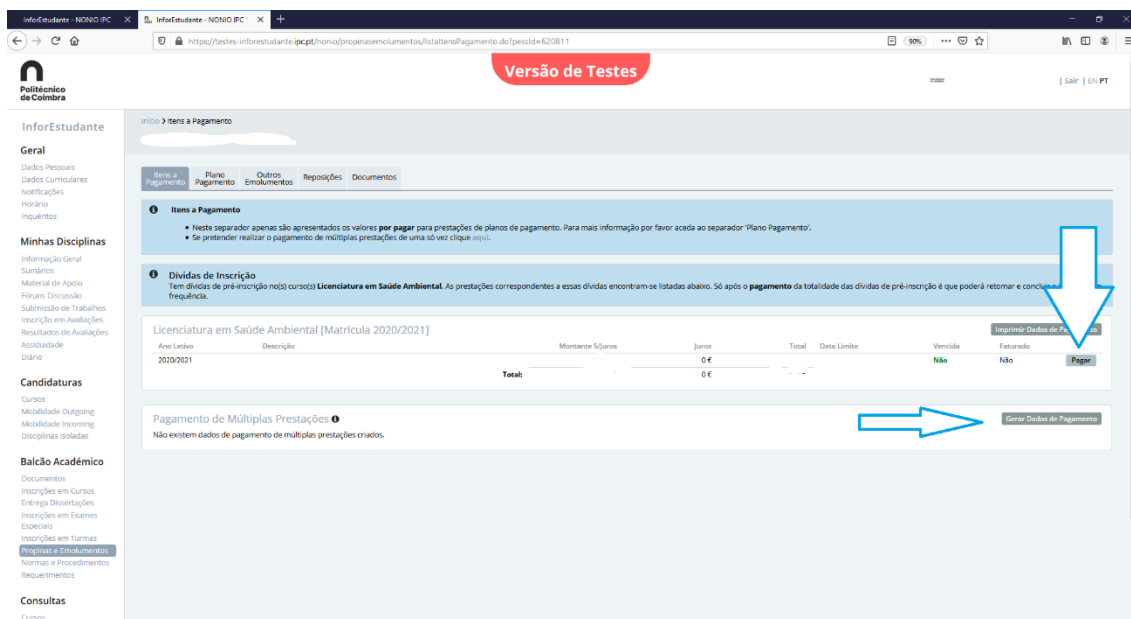 InforEstudante - NONIO IPC
InforEstudante - NONIO IPC
https://testes-inforestudante.ipc.pt/nonio/propinasemolumentos/listaItensPagamento.do?pessId=620811
90%
Politécnico
de Coimbra
Versão de Testes
| Sair | EN PT
InforEstudante
Geral
Dados Pessoais
Dados Curriculares
Notificações
Horário
Inquéritos
Minhas Disciplinas
Informação Geral
Sumários
Material de Apoio
Fóruns Discussão
Submissão de Trabalhos
Inscrição em Avaliações
Resultados de Avaliações
Assiduidade
Diário
Candidaturas
Cursos
Mobilidade Outgoing
Mobilidade Incoming
Disciplinas Isoladas
Balcão Académico
Documentos
Inscrições em Cursos
Entrega Dissertações
Inscrições em Exames
Especiais
Inscrições em Turmas
Propinas e Emolumentos
Normas e Procedimentos
Requerimentos
Consultas
Cursos
Início > Itens a Pagamento
Itens a Pagamento
Plano Pagamento
Outros Emolumentos
Reposições
Documentos
Itens a Pagamento
• Neste separador apenas são apresentados os valores por pagar para prestações de planos de pagamento. Para mais informação por favor aceda ao separador 'Plano Pagamento'.
• Se pretender realizar o pagamento de múltiplas prestações de uma só vez clique aqui.
Dívidas de Inscrição
Tem dívidas de pré-inscrição no(s) curso(s) Licenciatura em Saúde Ambiental. As prestações correspondentes a essas dívidas encontram-se listadas abaixo. Só após o pagamento da totalidade das dívidas de pré-inscrição é que poderá retomar e
frequência.
Licenciatura em Saúde Ambiental [Matrícula 2020/2021]
Imprimir Dados de
Ano Letivo Descrição Montante S/Juros Juros Total Data Limite Vencida Faturado
2020/2021 0 € Não Não Pagar
Total: 0 €
Pagamento de Múltiplas Prestações
Gerar Dados de Pagamento
Não existem dados de pagamento de múltiplas prestações criados.